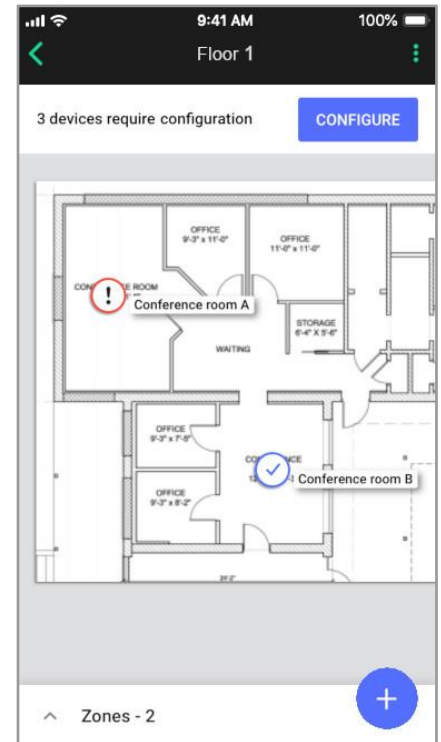 9:41 AM
100%
Floor 1
3 devices require configuration
CONFIGURE
OFFICE
9'-3" x 11'-0"
OFFICE
11'-0" x 11'-0"
ROOM
Conference room A
STORAGE
6'-4" X 5'-6"
WAITING
OFFICE
9'-3" x 7'-5"
Conference room B
OFFICE
9'-3" x 8'-2"
Zones - 2